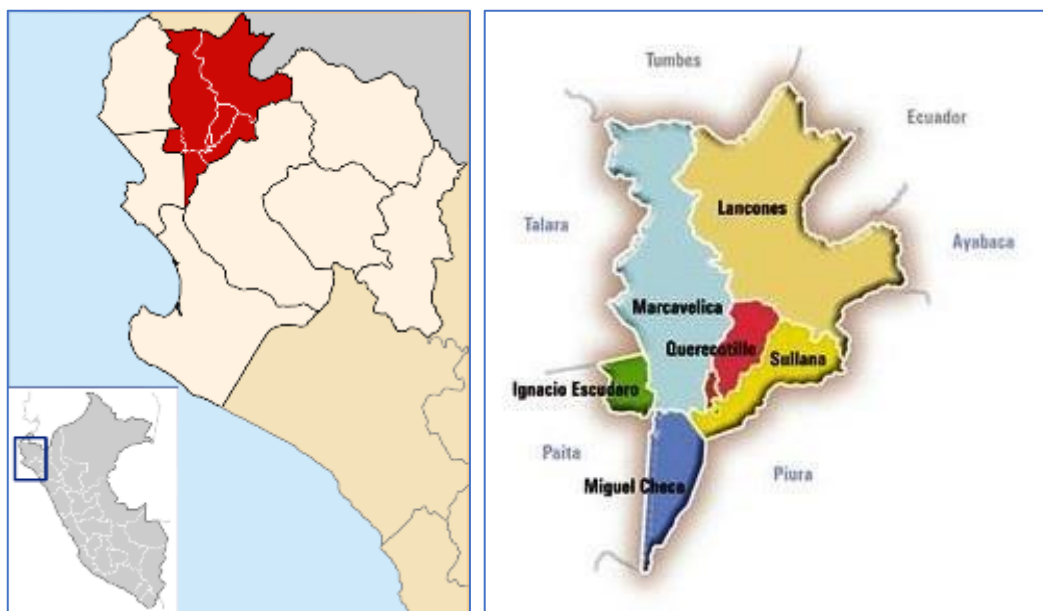 Tumbes
Ecuador
Lancones
Talara
Ayabaca
Marcavelica
Querecotillo
Sullana
Ignacio Escudero
Paita
Piura
Miguel Checa